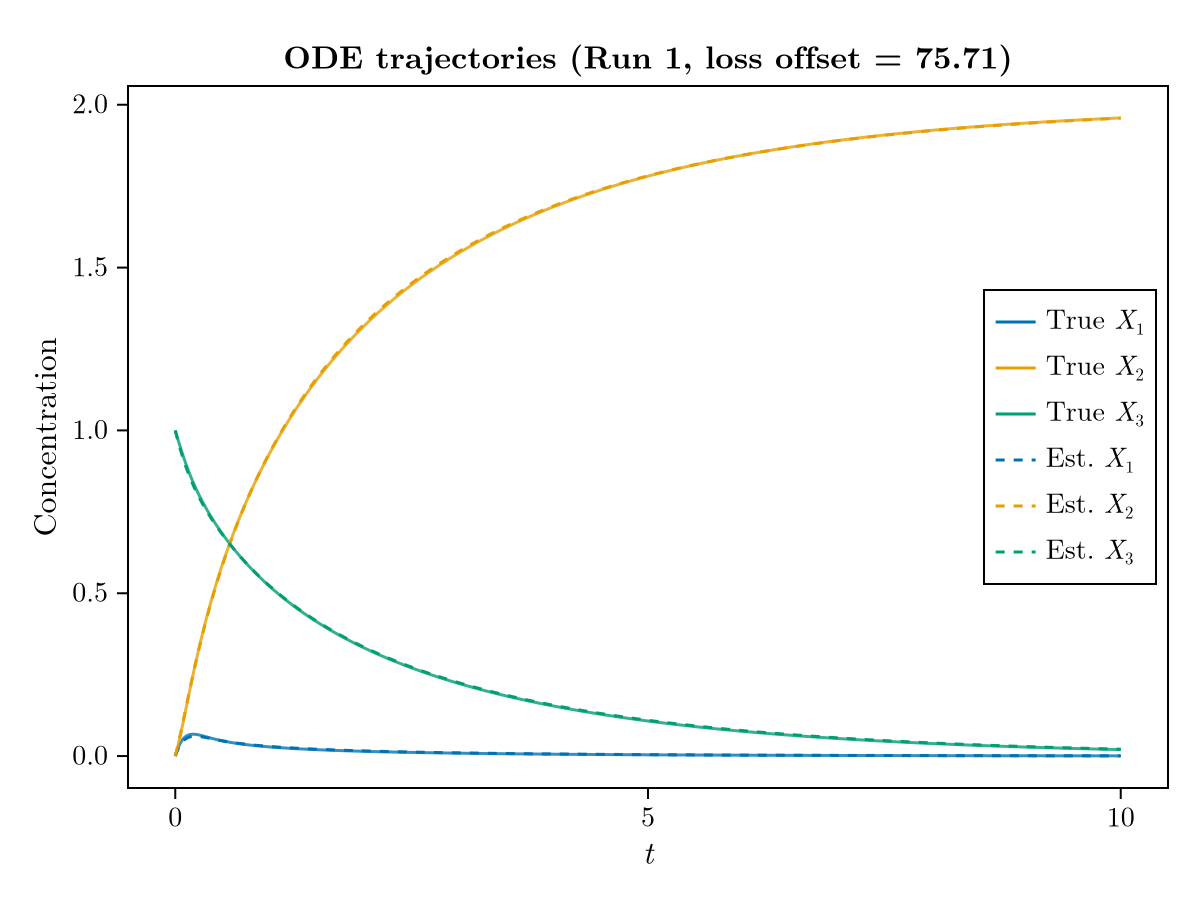 ODE trajectories (Run 1, loss offset = 75.71)
2.0
1.5
1.0
0.5
0.0
Concentration
True X₁
True X₂
True X₃
Est. X₁
Est. X₂
Est. X₃
0 5 10
t